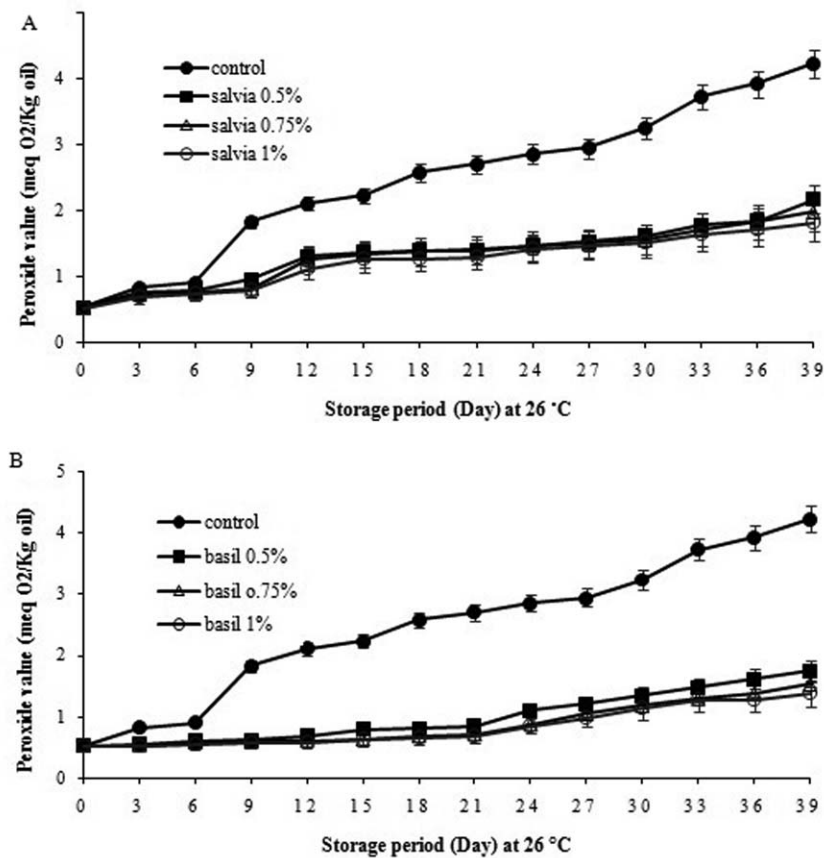 A
Peroxide value (meq O2/Kg oil)
4
3
2
1
0
control
salvia 0.5%
salvia 0.75%
salvia 1%
0 3 6 9 12 15 18 21 24 27 30 33 36 39
Storage period (Day) at 26 °C
B
Peroxide value (meq O2/Kg oil)
5
4
3
2
1
0
control
basil 0.5%
basil o.75%
basil 1%
0 3 6 9 12 15 18 21 24 27 30 33 36 39
Storage period (Day) at 26 °C